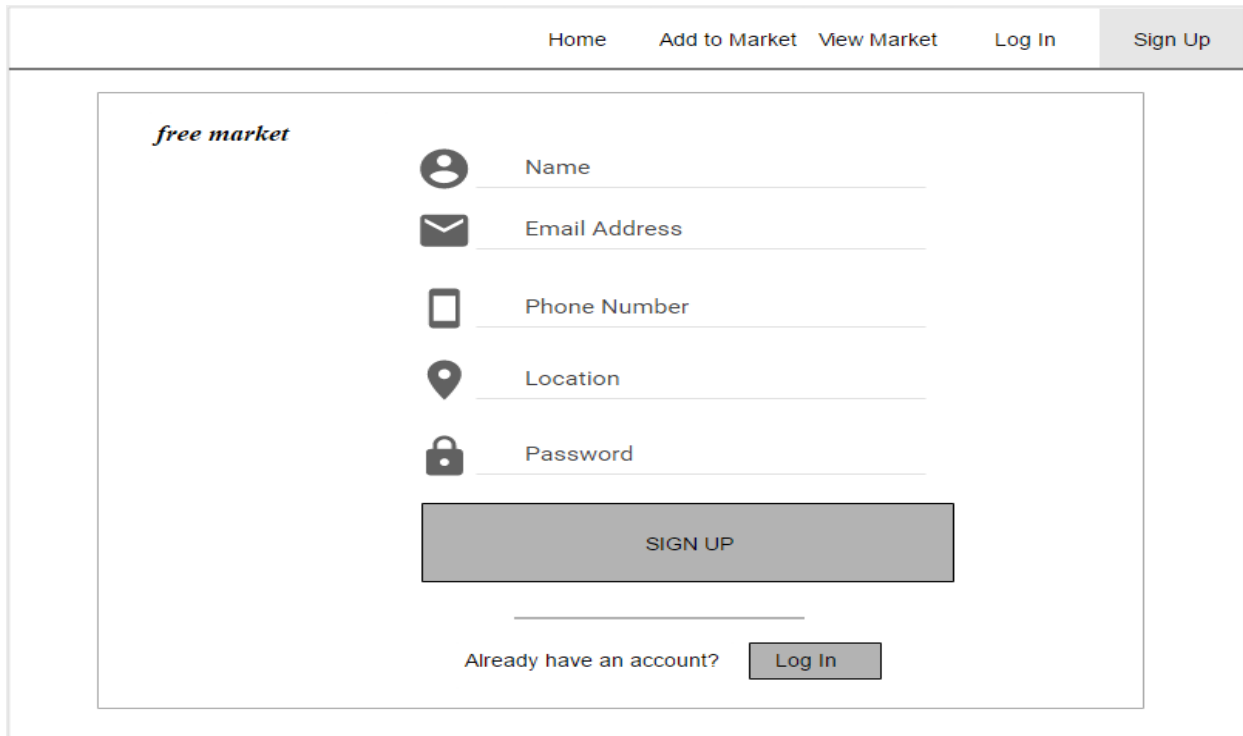 Home Add to Market View Market Log In Sign Up
free market
Name
Email Address
Phone Number
Location
Password
SIGN UP
Already have an account? Log In